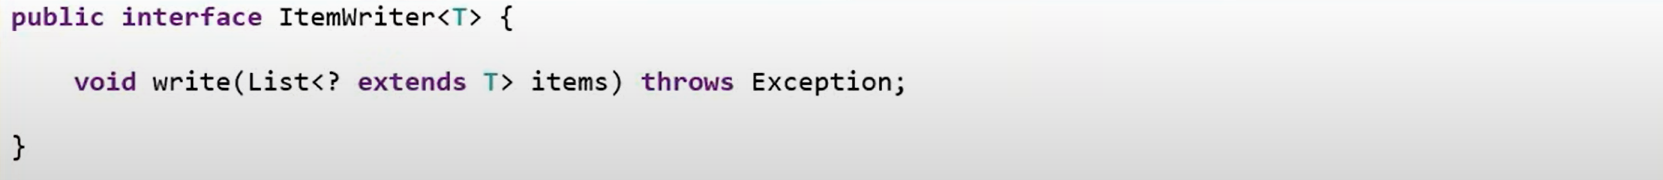 public interface ItemWriter<T> {
void write(List<? extends T> items) throws Exception;
}